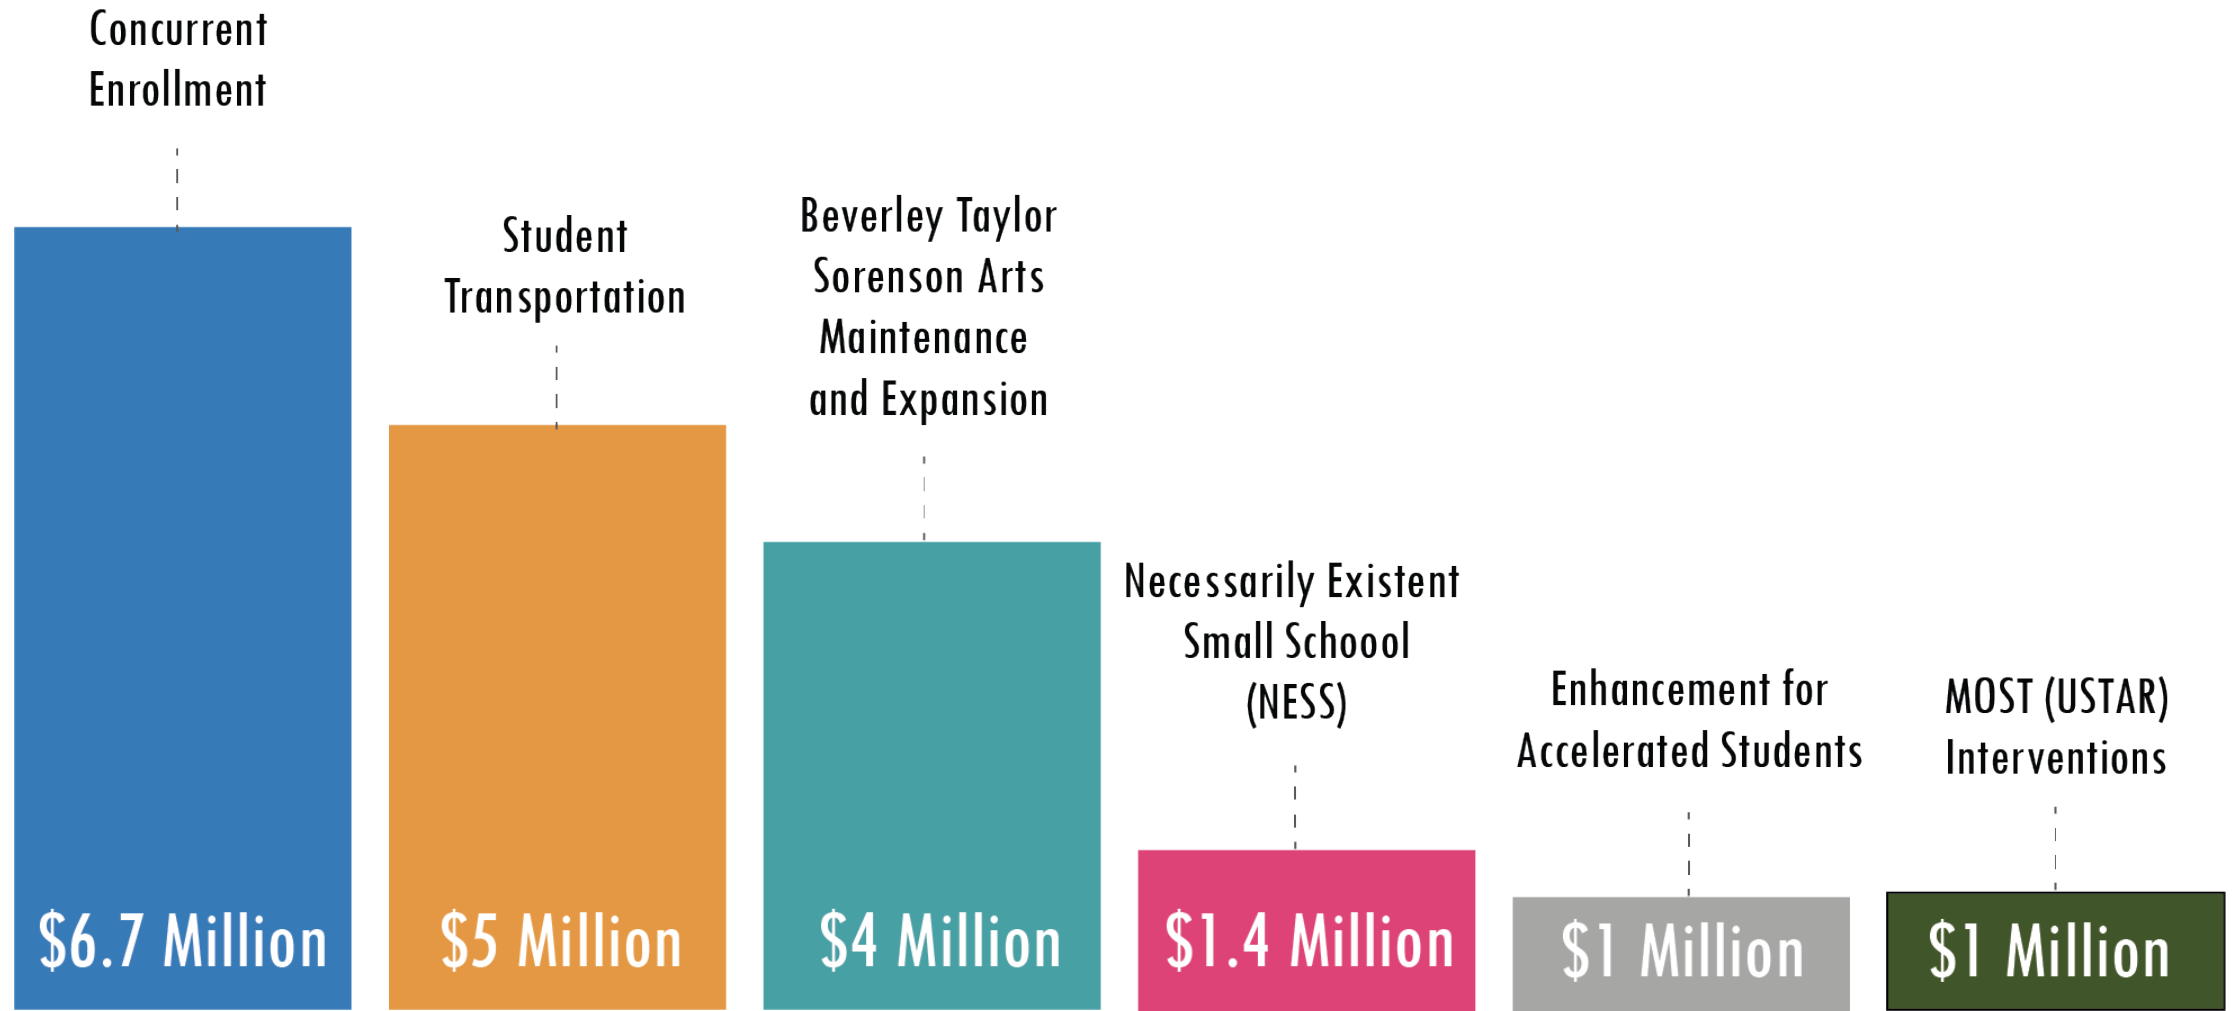 Concurrent
Enrollment
Student
Transportation
Beverley Taylor
Sorenson Arts
Maintenance
and Expansion
Necessarily Existent
Small Schoool
(NESS)
Enhancement for
Accelerated Students
MOST (USTAR)
Interventions
$6.7 Million
$5 Million
$4 Million
$1.4 Million
$1 Million
$1 Million